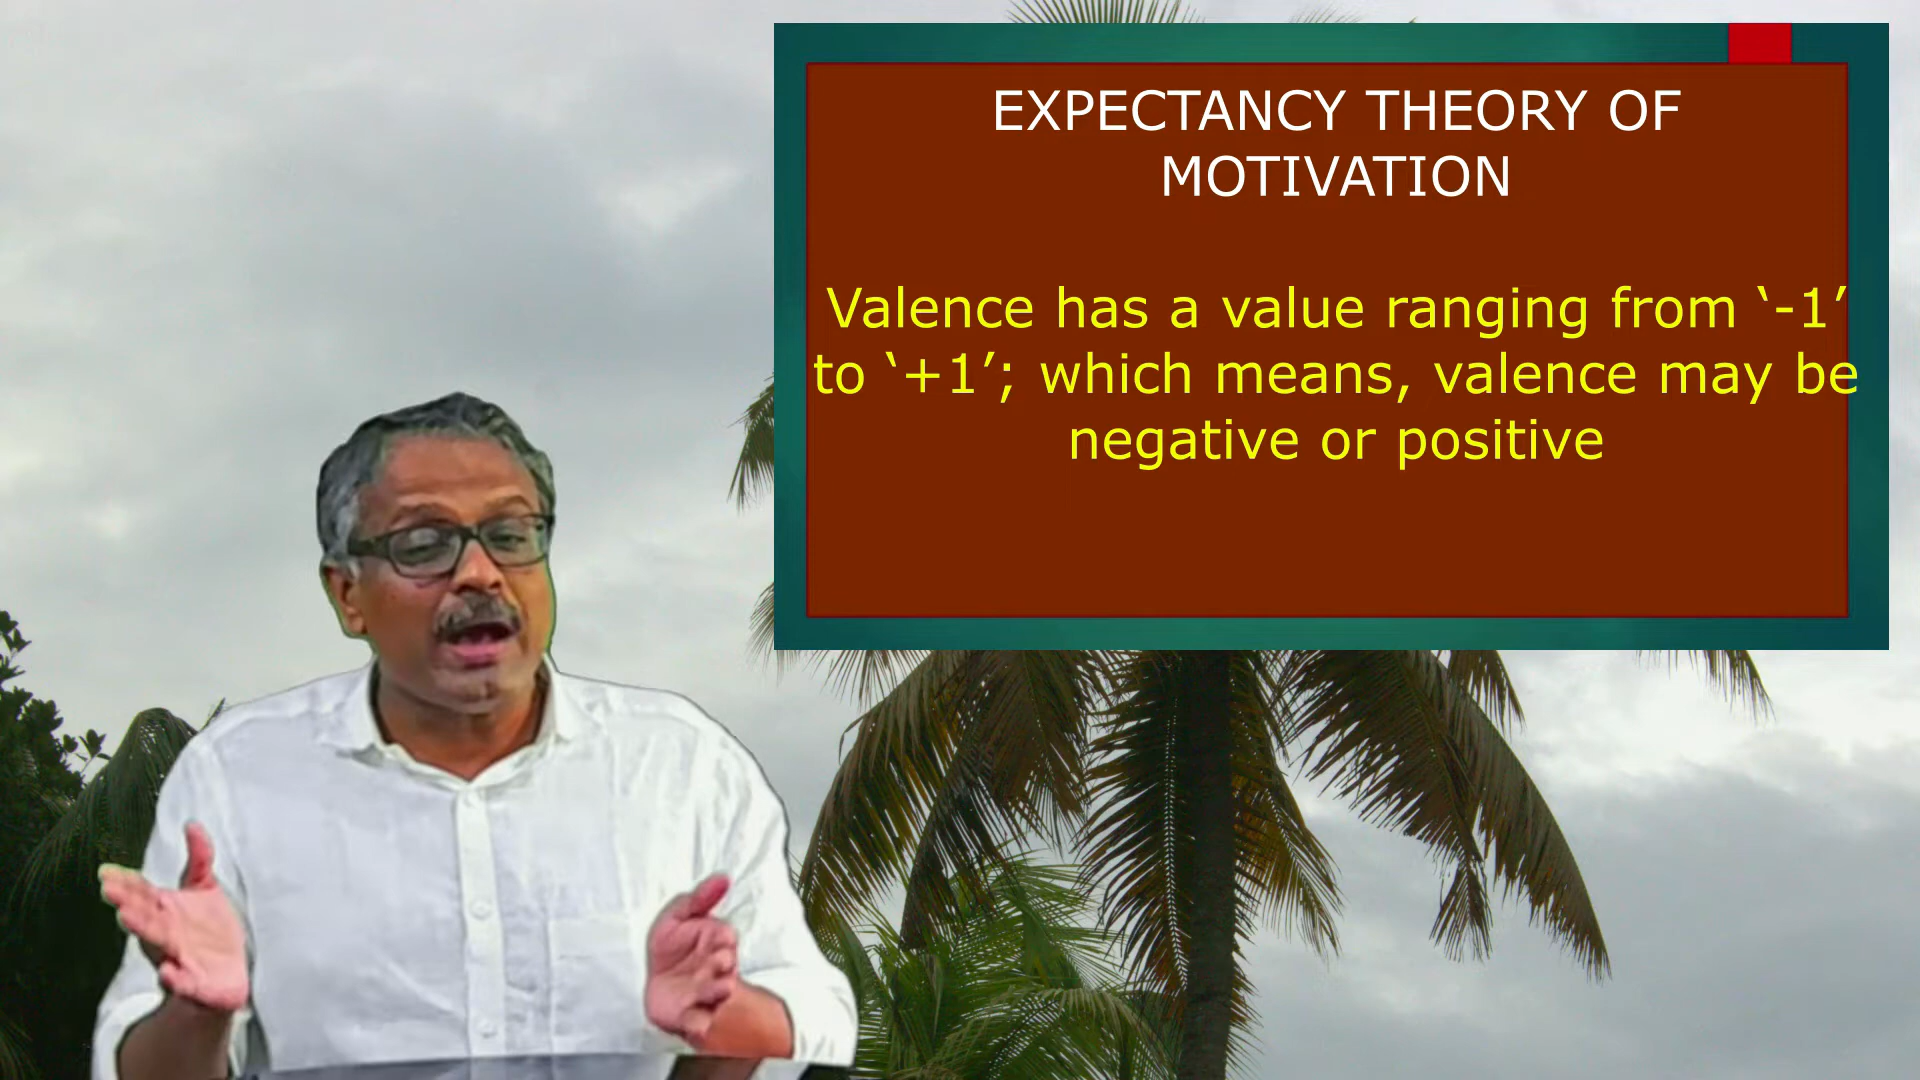 EXPECTANCY THEORY OF
MOTIVATION
Valence has a value ranging from ‘-1’
to ‘+1’; which means, valence may be
negative or positive